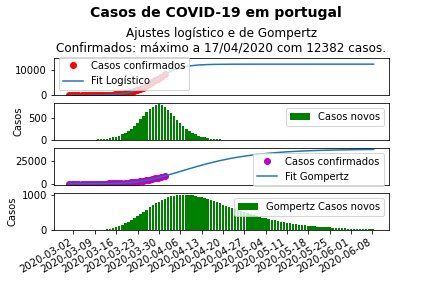 Casos de COVID-19 em portugal
Ajustes logístico e de Gompertz
Confirmados: máximo a 17/04/2020 com 12382 casos.
10000
0
Casos confirmados
Fit Logístico
Casos
500
0
Casos novos
25000
0
Casos confirmados
Fit Gompertz
Casos
1000
0
Gompertz Casos novos
2020-03-02
2020-03-09
2020-03-16
2020-03-23
2020-03-30
2020-04-06
2020-04-13
2020-04-20
2020-04-27
2020-05-04
2020-05-11
2020-05-18
2020-05-25
2020-06-01
2020-06-08